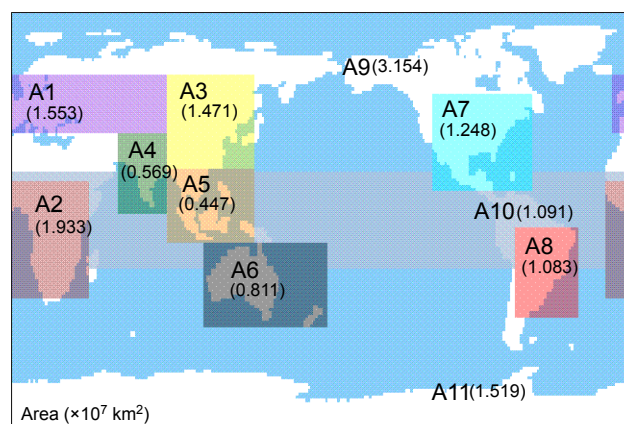 A9 (3.154)
A1
(1.553)
A3
(1.471)
A7
(1.248)
A4
(0.569)
A5
(0.447)
A2
(1.933)
A10 (1.091)
A8
(1.083)
A6
(0.811)
A11 (1.519)
Area (×10⁷ km²)